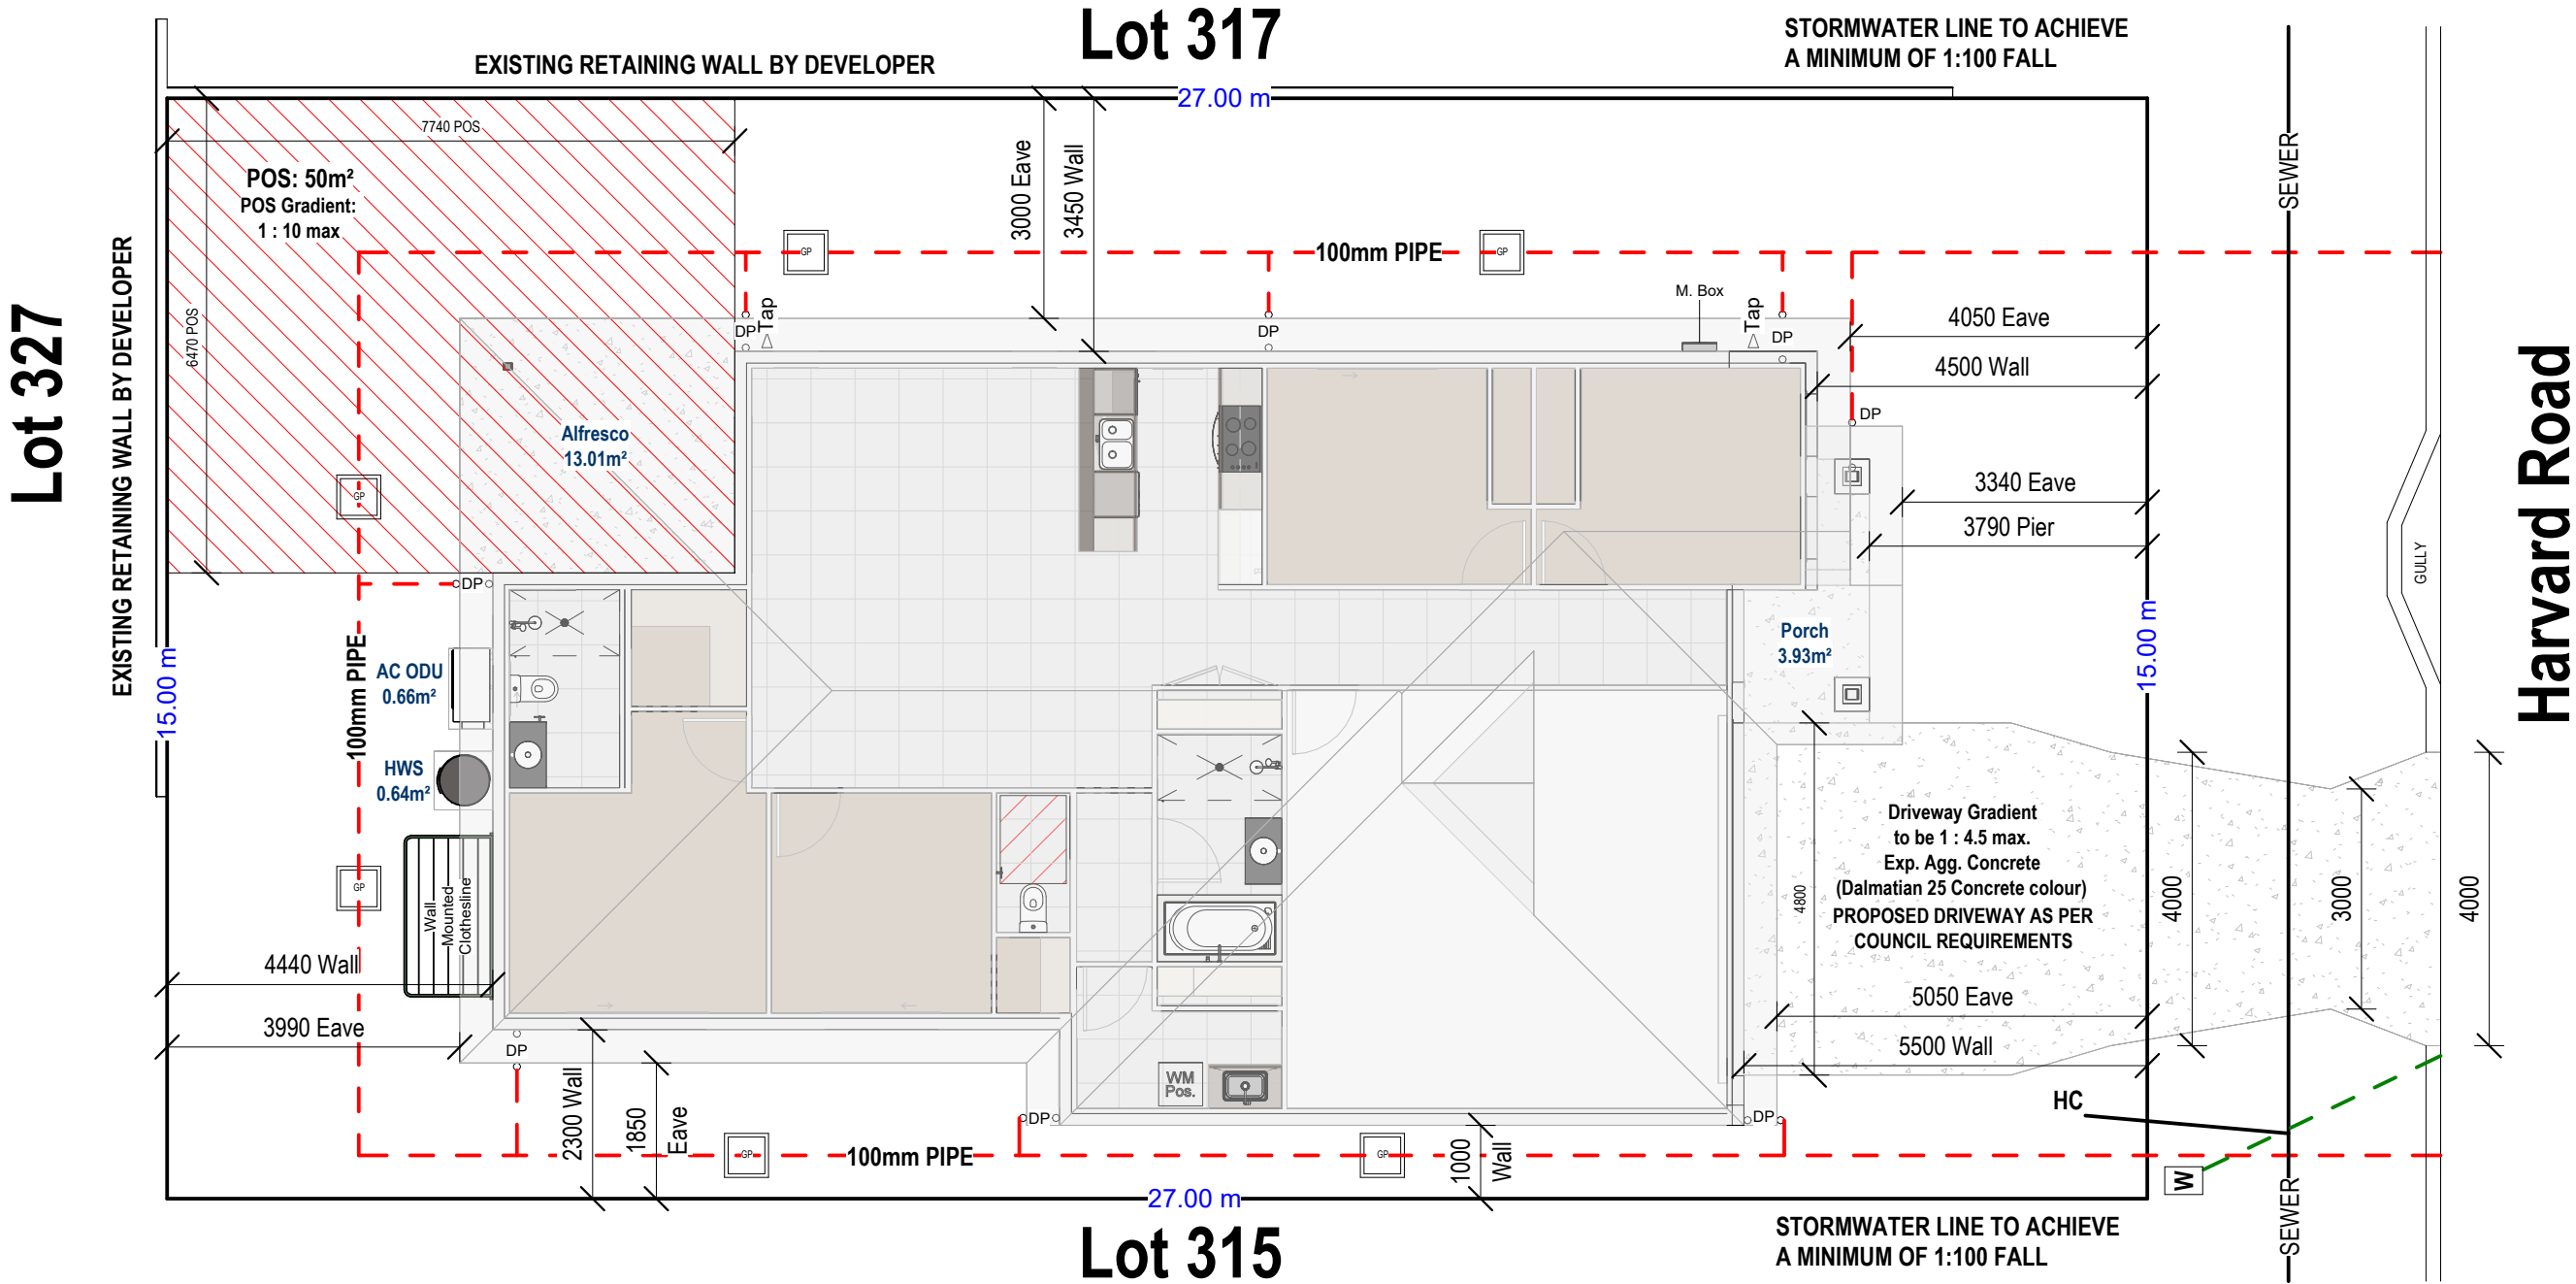 Lot 317
STORMWATER LINE TO ACHIEVE
A MINIMUM OF 1:100 FALL
EXISTING RETAINING WALL BY DEVELOPER
27.00 m
7740 POS
POS: 50m²
POS Gradient:
1 : 10 max
6470 POS
3000 Eave
3450 Wall
SEWER
GP
100mm PIPE
GP
M. Box
Tap
DP
DP
Tap
DP
4050 Eave
4500 Wall
DP
Lot 327
EXISTING RETAINING WALL BY DEVELOPER
Alfresco
13.01m²
GP
3340 Eave
3790 Pier
GULLY
Harvard Road
DP
15.00 m
100mm PIPE
AC ODU
0.66m²
HWS
0.64m²
Porch
3.93m²
15.00 m
Driveway Gradient
to be 1 : 4.5 max.
Exp. Agg. Concrete
(Dalmatian 25 Concrete colour)
PROPOSED DRIVEWAY AS PER
COUNCIL REQUIREMENTS
4800
4000
3000
4000
GP
Wall
Mounted
Clothesline
4440 Wall
3990 Eave
5050 Eave
5500 Wall
DP
2300 Wall
1850
Eave
WM
Pos.
DP
DP
HC
GP
100mm PIPE
GP
1000
Wall
W
27.00 m
SEWER
Lot 315
STORMWATER LINE TO ACHIEVE
A MINIMUM OF 1:100 FALL